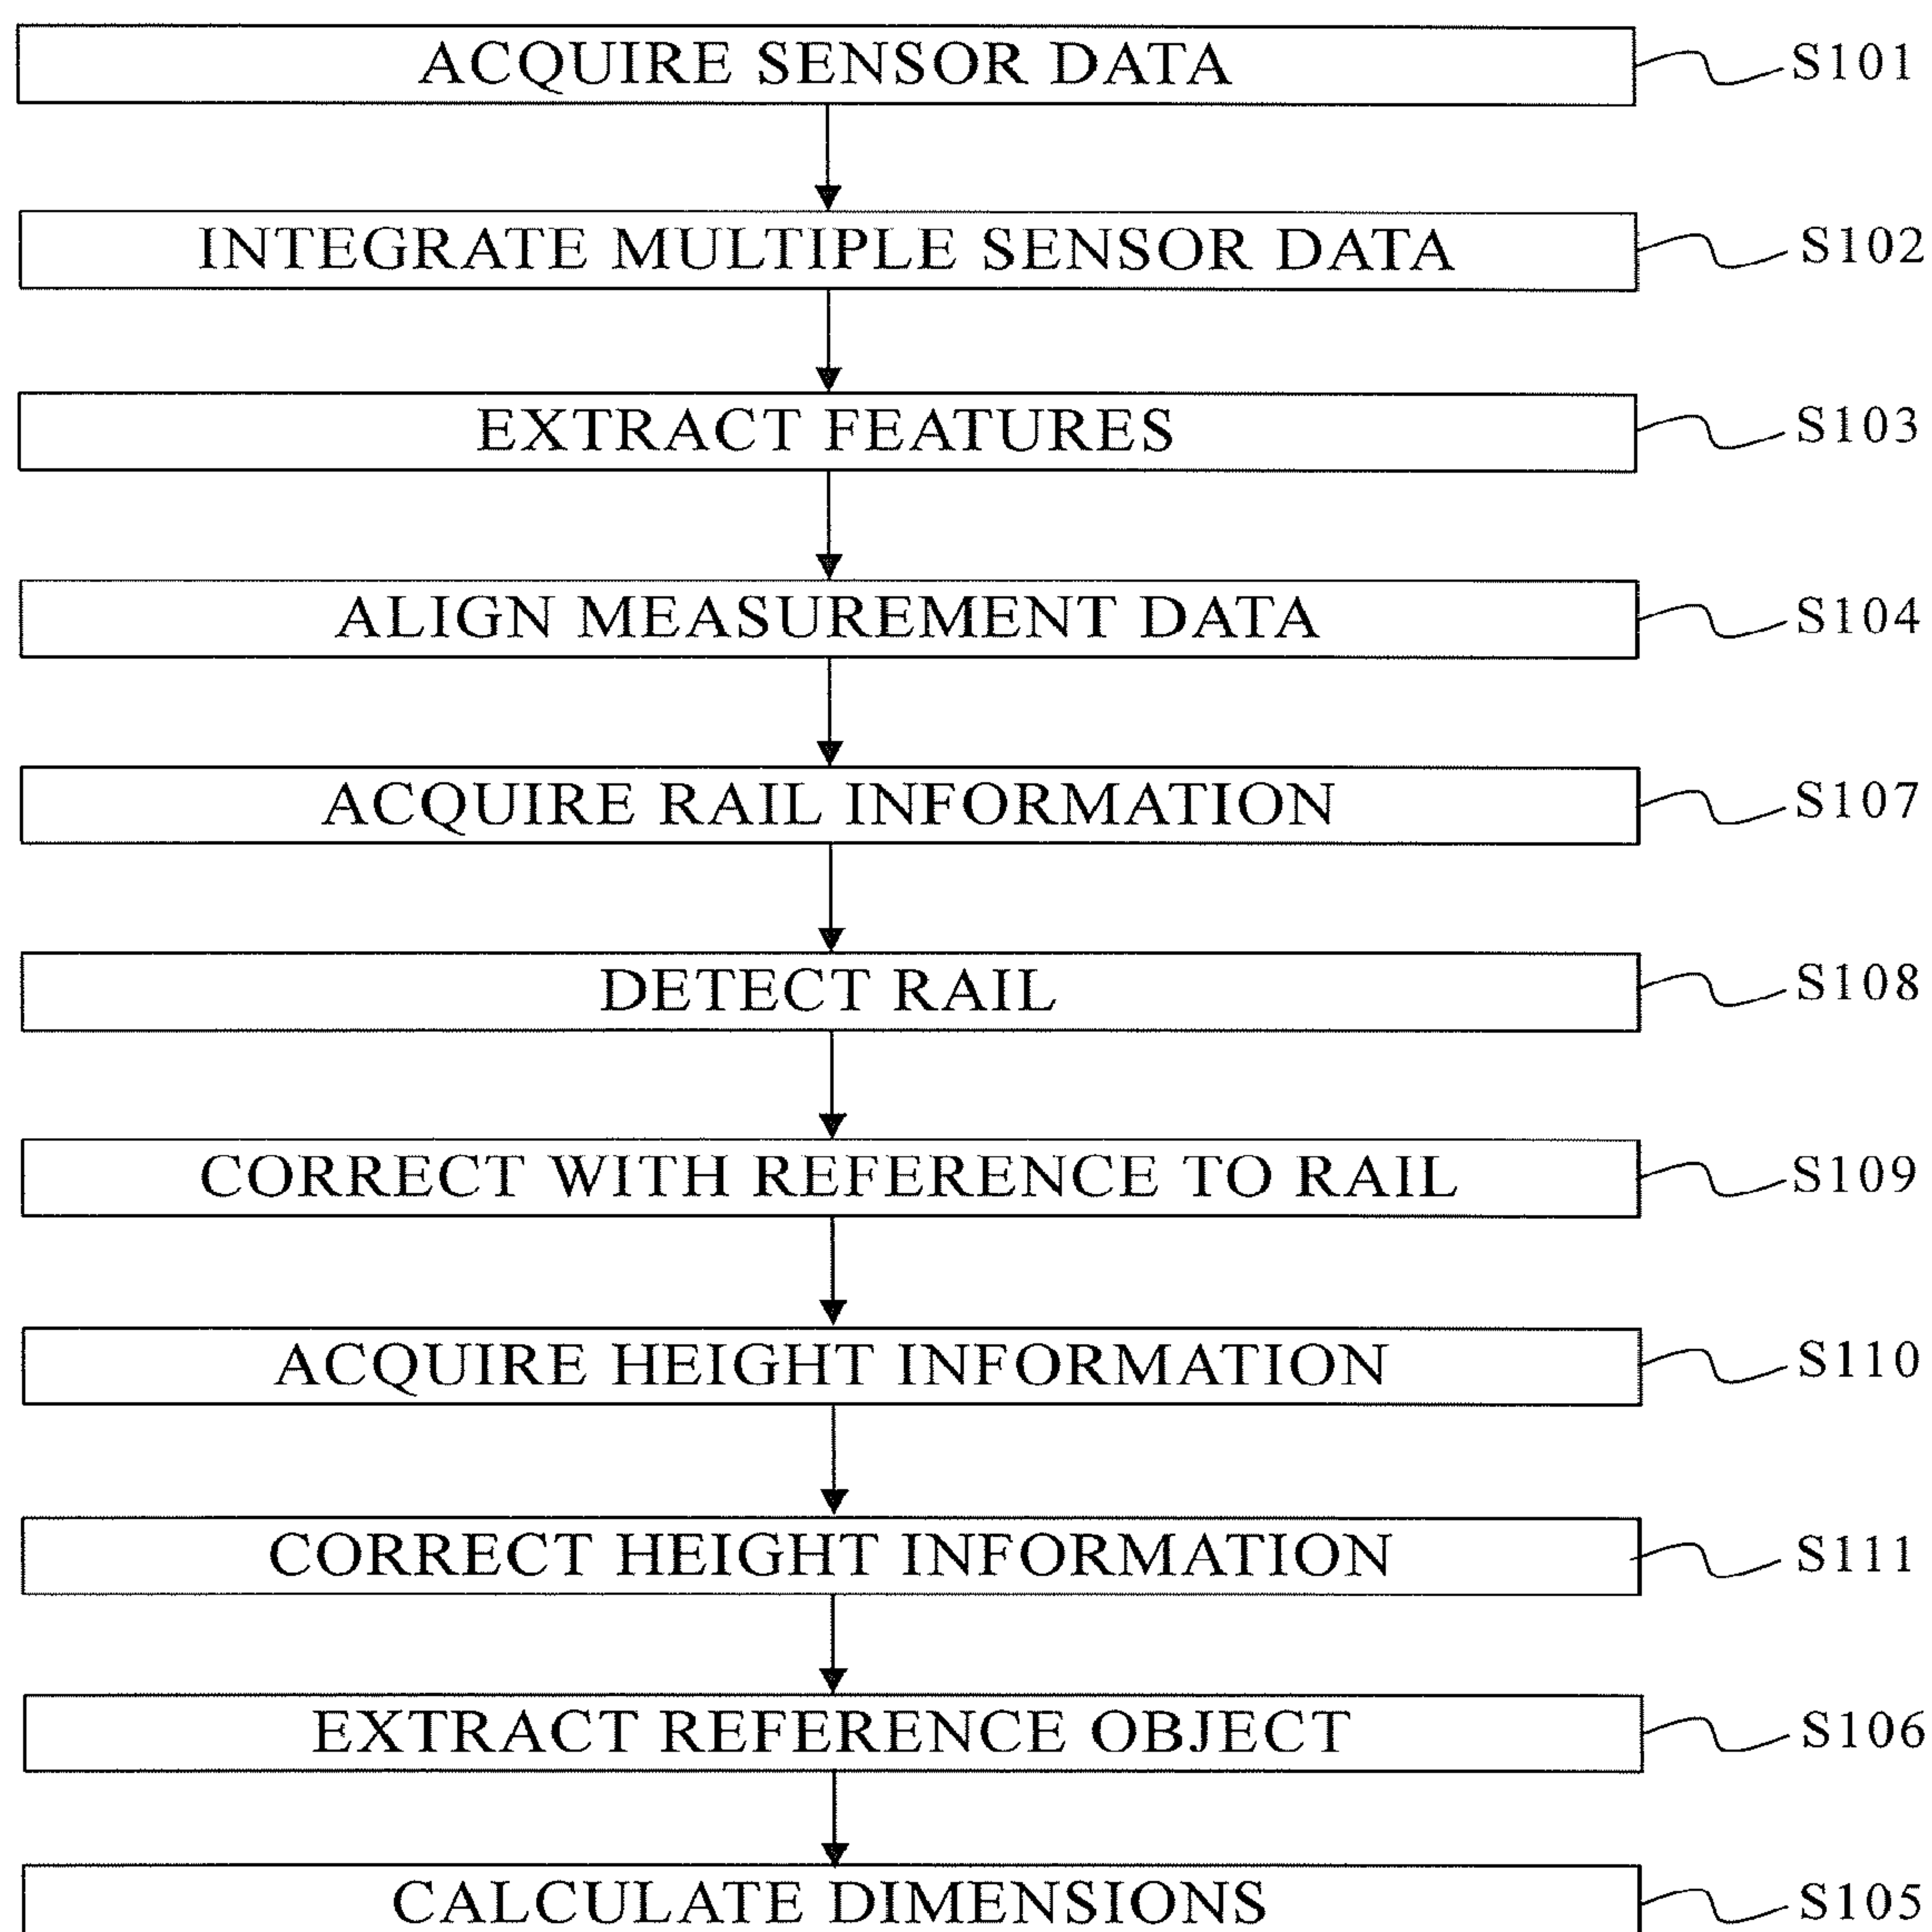 ACQUIRE SENSOR DATA S101
INTEGRATE MULTIPLE SENSOR DATA S102
EXTRACT FEATURES S103
ALIGN MEASUREMENT DATA S104
ACQUIRE RAIL INFORMATION S107
DETECT RAIL S108
CORRECT WITH REFERENCE TO RAIL S109
ACQUIRE HEIGHT INFORMATION S110
CORRECT HEIGHT INFORMATION S111
EXTRACT REFERENCE OBJECT S106
CALCULATE DIMENSIONS S105